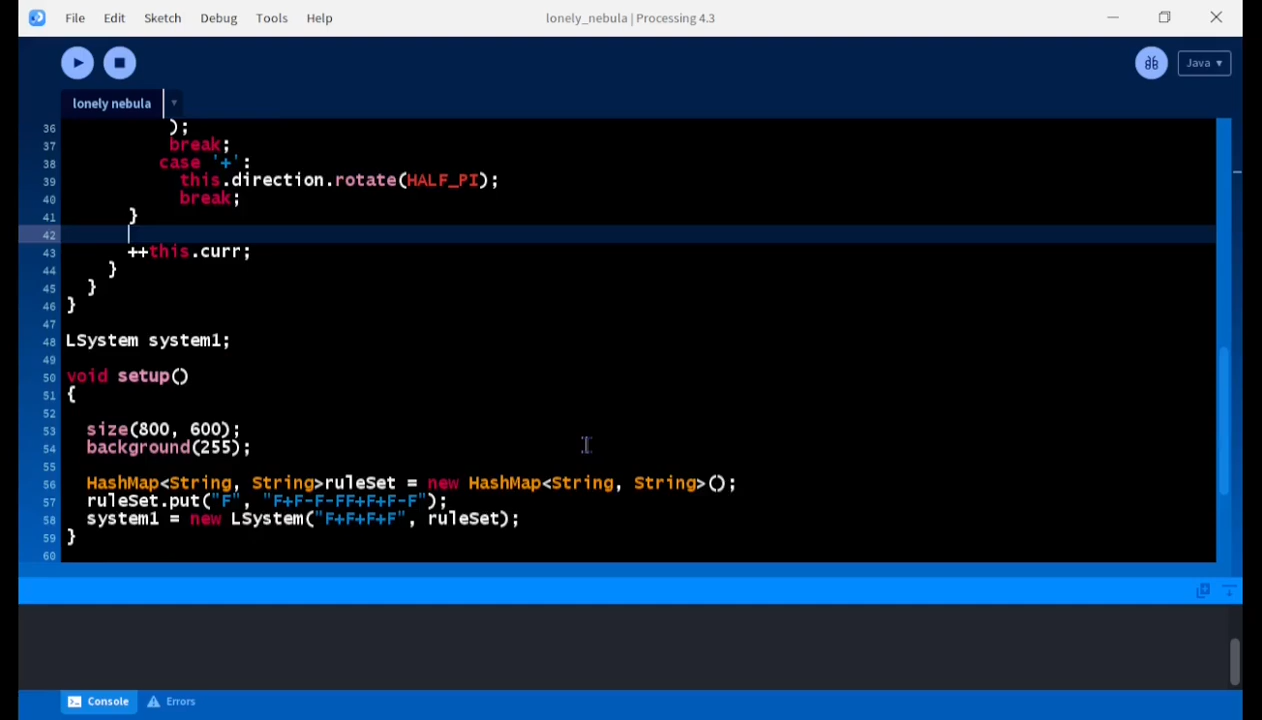 File Edit Sketch Debug Tools Help lonely_nebula | Processing 4.3
Java ▾
lonely nebula ▾
36 );
37 break;
38 case '+':
39 this.direction.rotate(HALF_PI);
40 break;
41 }
42
43 ++this.curr;
44 }
45 }
46 }
47
48 LSystem system1;
49
50 void setup()
51 {
52
53 size(800, 600);
54 background(255);
55
56 HashMap<String, String>ruleSet = new HashMap<String, String>();
57 ruleSet.put("F", "F+F-F-FF+F+F-F");
58 system1 = new LSystem("F+F+F+F", ruleSet);
59 }
60
Console Errors